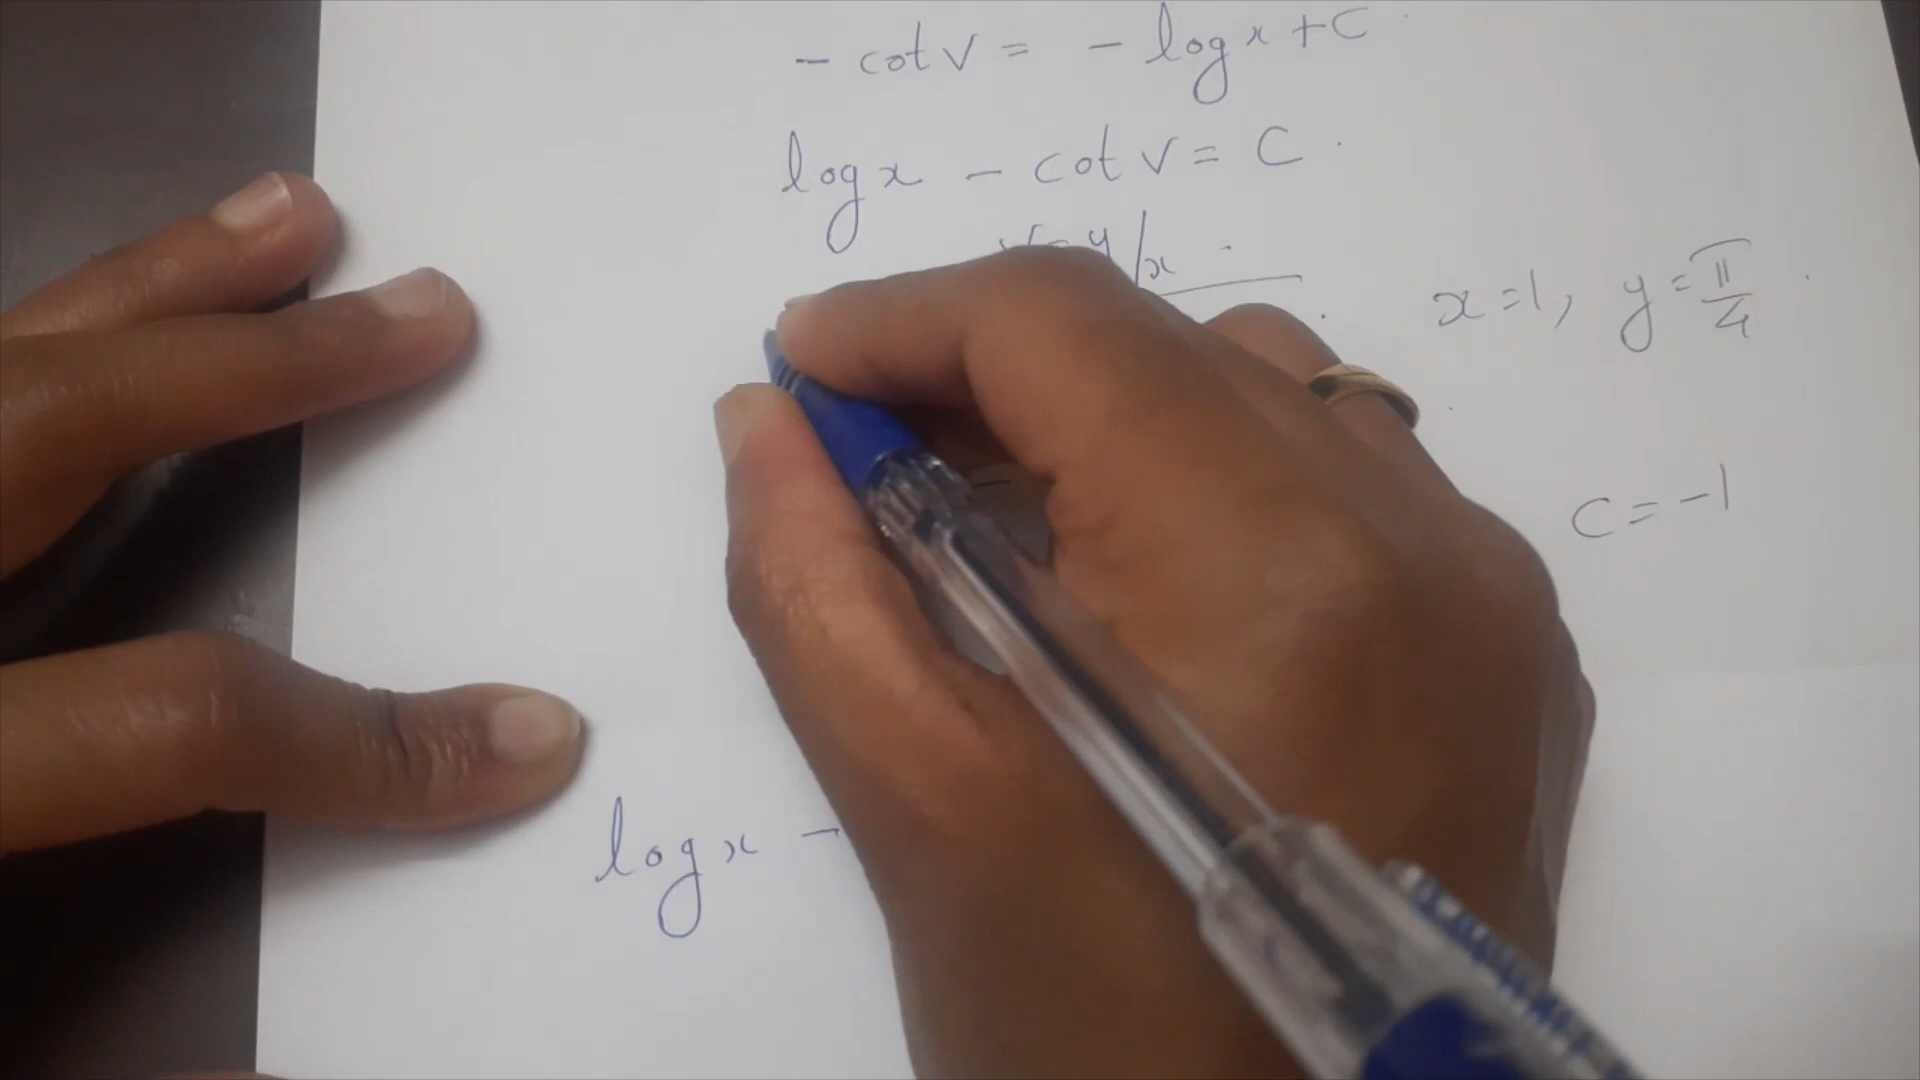 - cot v = - log x + C
log x - cot v = C
v = y/x
x = 1, y = π/4
C = -1
log x -